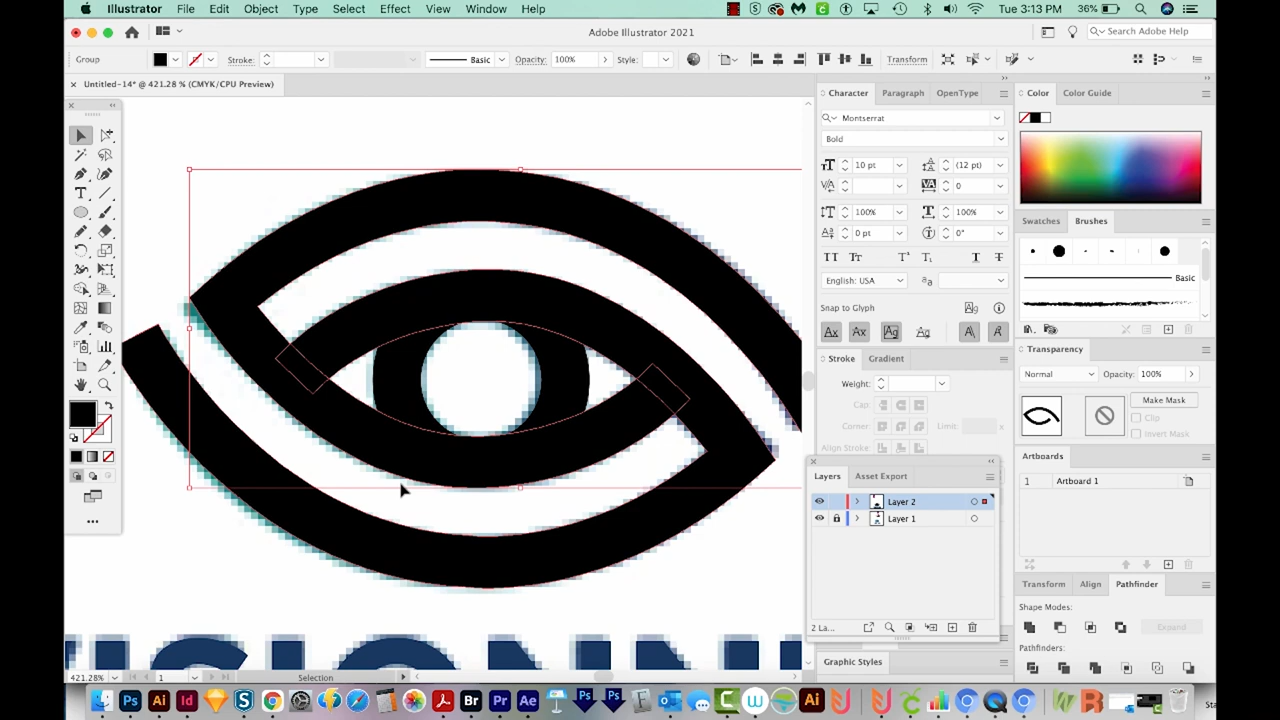 Illustrator File Edit Object Type Select Effect View Window Help Tue 3:13 PM 36%
Adobe Illustrator 2021 Search Adobe Help
Group Stroke: Basic Opacity: 100% Style: Transform
Untitled-14* @ 421.28 % (CMYK/CPU Preview)
Character Paragraph OpenType
Montserrat
Bold
10 pt (12 pt)
0
100% 100%
0 pt 0°
English: USA
Snap to Glyph
Stroke Gradient
Weight:
Cap:
Corner: Limit: x
Align Stroke:
Layers Asset Export
Layer 2
Layer 1
2 La...
Graphic Styles
Color Color Guide
Swatches Brushes
Basic
Transparency
Normal Opacity: 100%
Make Mask
Clip
Invert Mask
Artboards
1 Artboard 1
Transform Align Pathfinder
Shape Modes:
Expand
Pathfinders:
421.28% 1 Selection